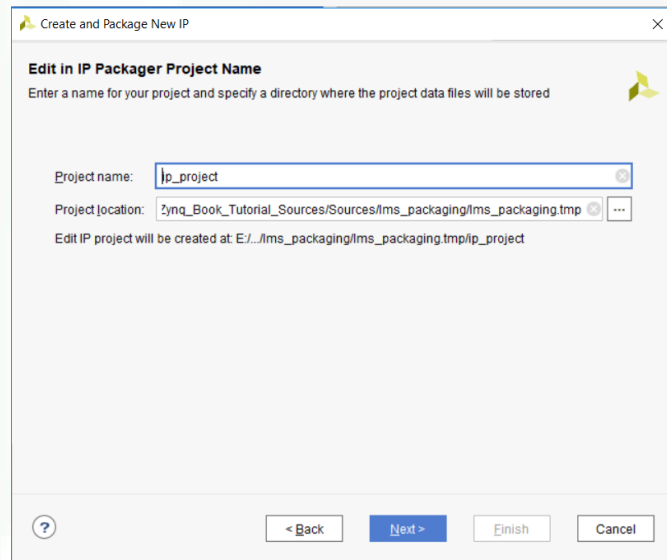 Create and Package New IP
Edit in IP Packager Project Name
Enter a name for your project and specify a directory where the project data files will be stored
Project name: ip_project
Project location: Zynq_Book_Tutorial_Sources/Sources/lms_packaging/lms_packaging.tmp ...
Edit IP project will be created at: E:/.../lms_packaging/lms_packaging.tmp/ip_project
? < Back Next > Finish Cancel